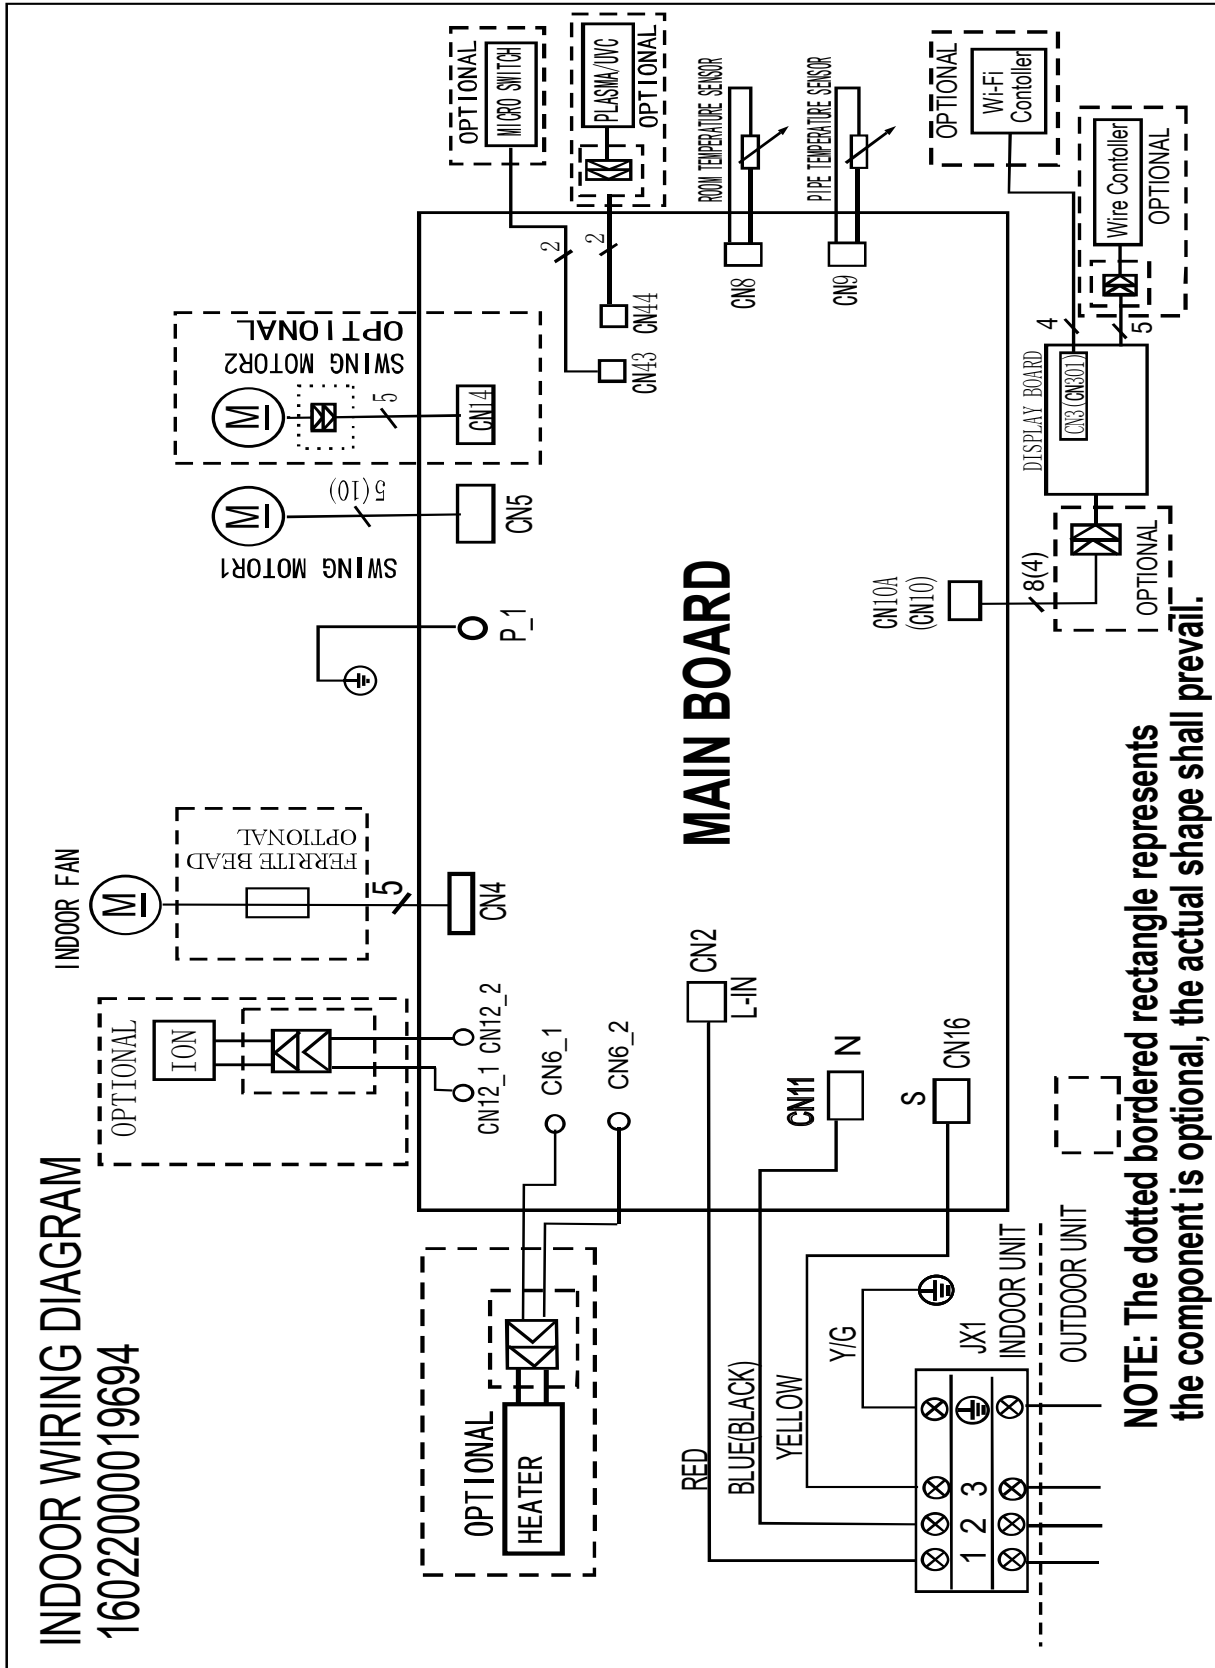 INDOOR WIRING DIAGRAM
16022000019694
OPTIONAL
ION
CN12_1
CN12_2
INDOOR FAN
M
FERRITE BEAD
OPTIONAL
5
CN4
P_1
SWING MOTOR1
M
5(10)
CN5
SWING MOTOR2
OPTIONAL
M
5
CN14
OPTIONAL
MICRO SWITCH
2
CN43
PLASMA/UVC
OPTIONAL
2
CN44
ROOM TEMPERATURE SENSOR
CN8
PIPE TEMPERATURE SENSOR
CN9
OPTIONAL
Wi-Fi
Contoller
4
Wire Contoller
OPTIONAL
5
DISPLAY BOARD
CN3(CN301)
OPTIONAL
8(4)
CN10A
(CN10)
MAIN BOARD
CN6_1
CN6_2
OPTIONAL
HEATER
CN2
L-IN
CN11
N
S
CN16
RED
BLUE(BLACK)
YELLOW
Y/G
1 2 3
JX1
INDOOR UNIT
OUTDOOR UNIT
NOTE: The dotted bordered rectangle represents
the component is optional, the actual shape shall prevail.